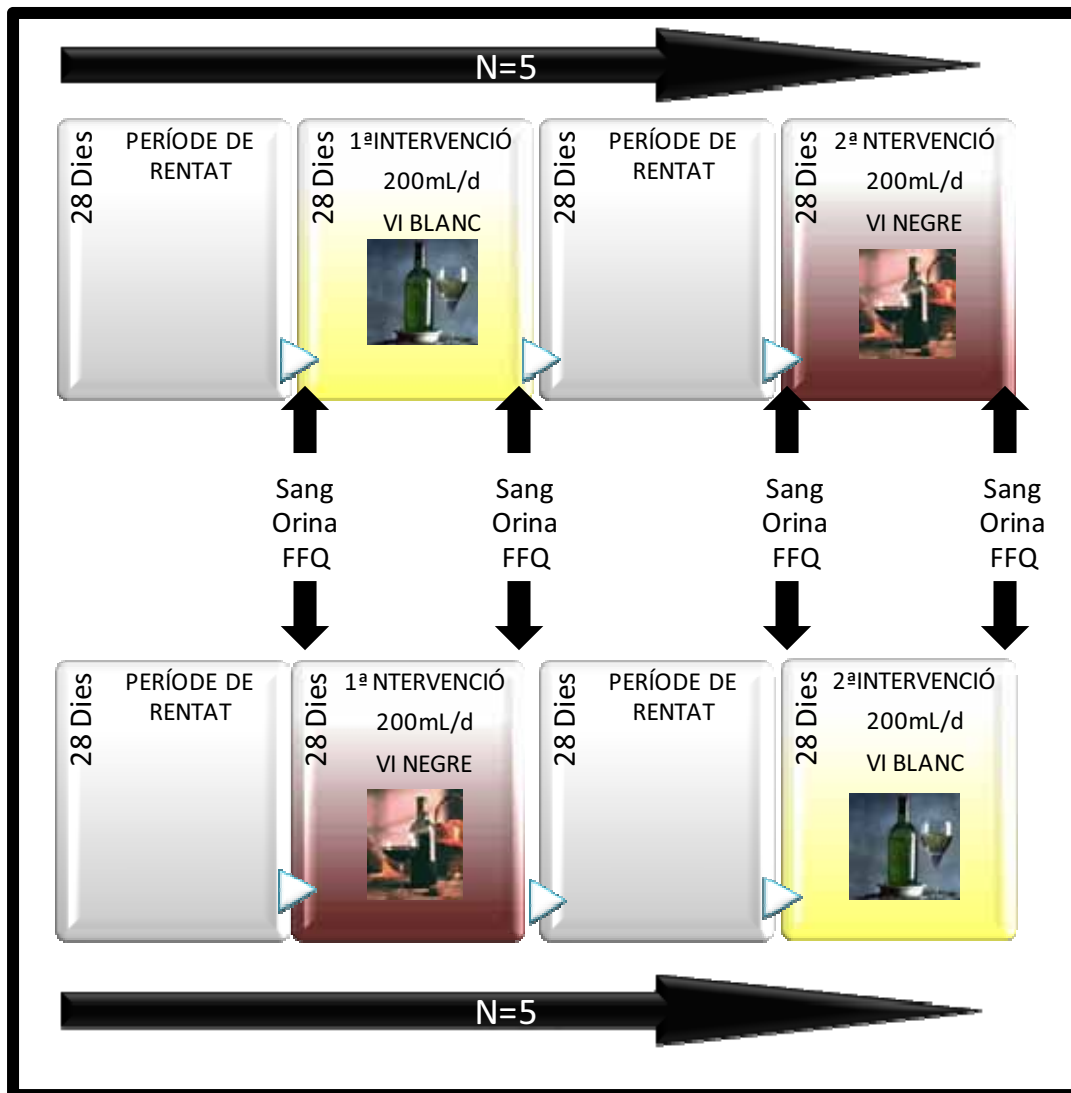 N=5
28 Dies
PERÍODE DE
RENTAT
28 Dies
1ªINTERVENCIÓ
200mL/d
VI BLANC
28 Dies
PERÍODE DE
RENTAT
28 Dies
2ª NTERVENCIÓ
200mL/d
VI NEGRE
Sang
Orina
FFQ
Sang
Orina
FFQ
Sang
Orina
FFQ
Sang
Orina
FFQ
28 Dies
PERÍODE DE
RENTAT
28 Dies
1ª NTERVENCIÓ
200mL/d
VI NEGRE
28 Dies
PERÍODE DE
RENTAT
28 Dies
2ªINTERVENCIÓ
200mL/d
VI BLANC
N=5